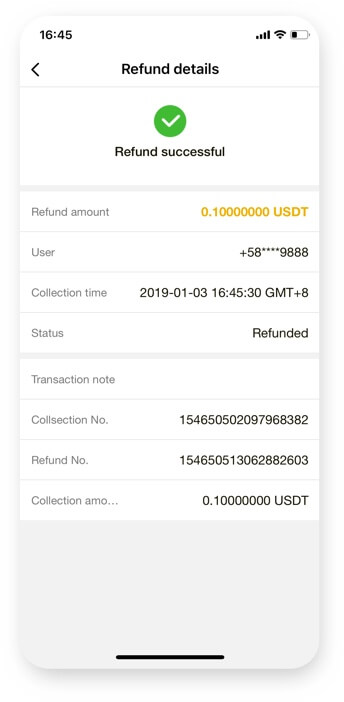 16:45
Refund details
Refund successful
Refund amount 0.10000000 USDT
User +58****9888
Collection time 2019-01-03 16:45:30 GMT+8
Status Refunded
Transaction note
Collsection No. 154650502097968382
Refund No. 154650513062882603
Collection amo... 0.10000000 USDT